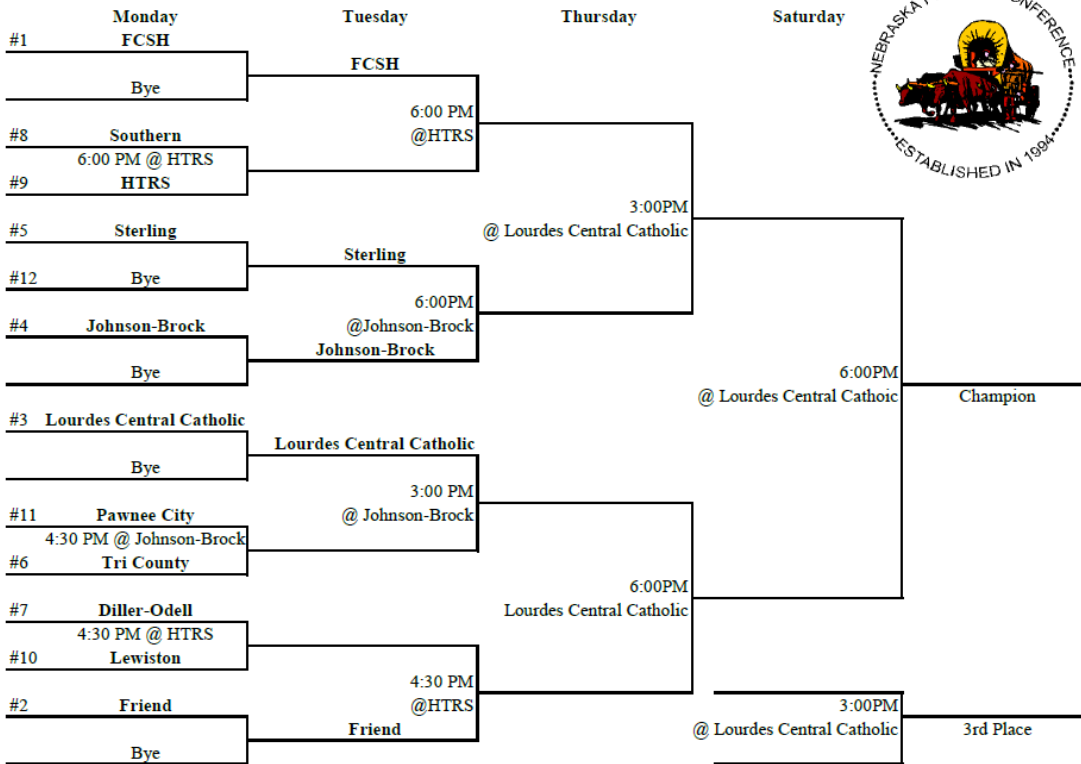 Monday Tuesday Thursday Saturday
#1 FCSH
FCSH
Bye
6:00 PM
#8 Southern @HTRS
6:00 PM @ HTRS
#9 HTRS
3:00PM
#5 Sterling @ Lourdes Central Catholic
Sterling
#12 Bye
6:00PM
#4 Johnson-Brock @Johnson-Brock
Johnson-Brock
Bye 6:00PM
@ Lourdes Central Cathoic Champion
#3 Lourdes Central Catholic
Lourdes Central Catholic
Bye
3:00 PM
#11 Pawnee City @ Johnson-Brock
4:30 PM @ Johnson-Brock
#6 Tri County
6:00PM
#7 Diller-Odell Lourdes Central Catholic
4:30 PM @ HTRS
#10 Lewiston
4:30 PM
#2 Friend @HTRS 3:00PM
Friend @ Lourdes Central Catholic 3rd Place
Bye
NEBRASKA
ESTABLISHED IN 1994